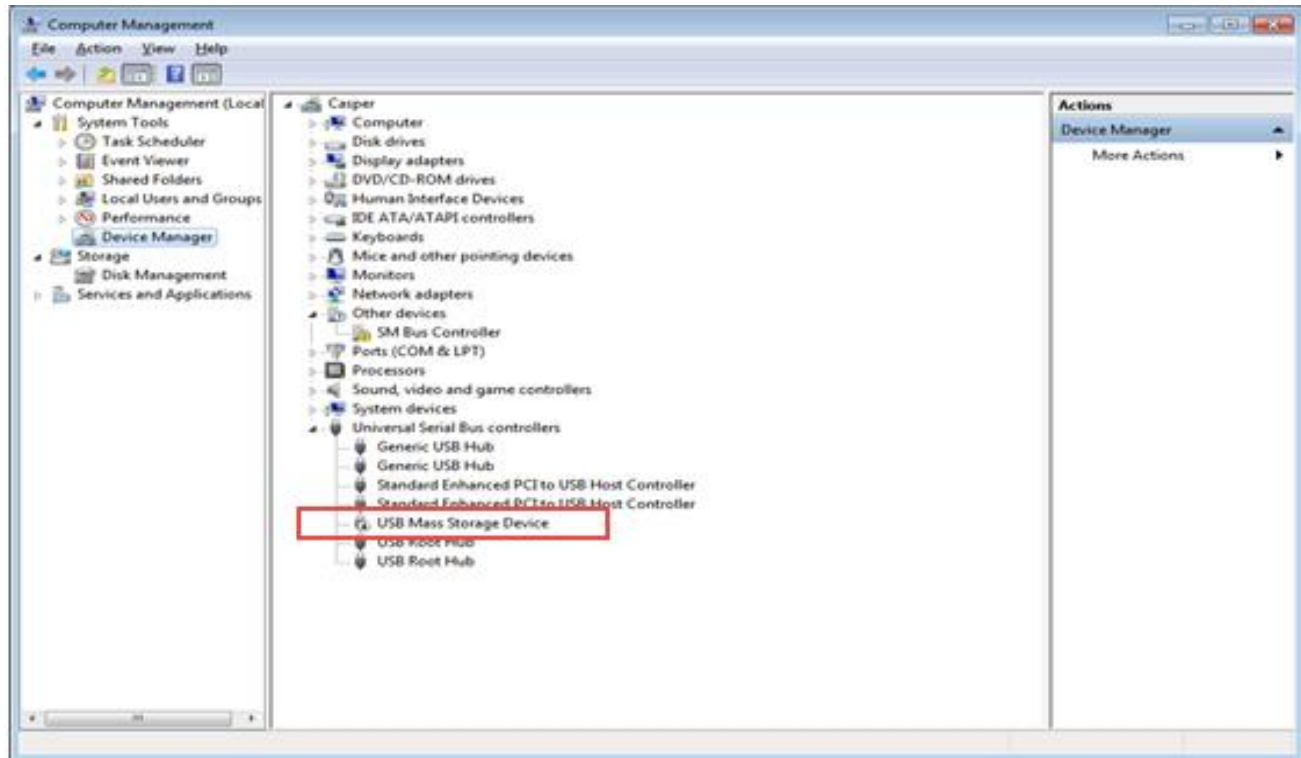 Computer Management
File Action View Help
Computer Management (Local
System Tools
Task Scheduler
Event Viewer
Shared Folders
Local Users and Groups
Performance
Device Manager
Storage
Disk Management
Services and Applications
Casper
Computer
Disk drives
Display adapters
DVD/CD-ROM drives
Human Interface Devices
IDE ATA/ATAPI controllers
Keyboards
Mice and other pointing devices
Monitors
Network adapters
Other devices
SM Bus Controller
Ports (COM & LPT)
Processors
Sound, video and game controllers
System devices
Universal Serial Bus controllers
Generic USB Hub
Generic USB Hub
Standard Enhanced PCI to USB Host Controller
Standard Enhanced PCI to USB Host Controller
USB Mass Storage Device
USB Root Hub
USB Root Hub
Actions
Device Manager
More Actions